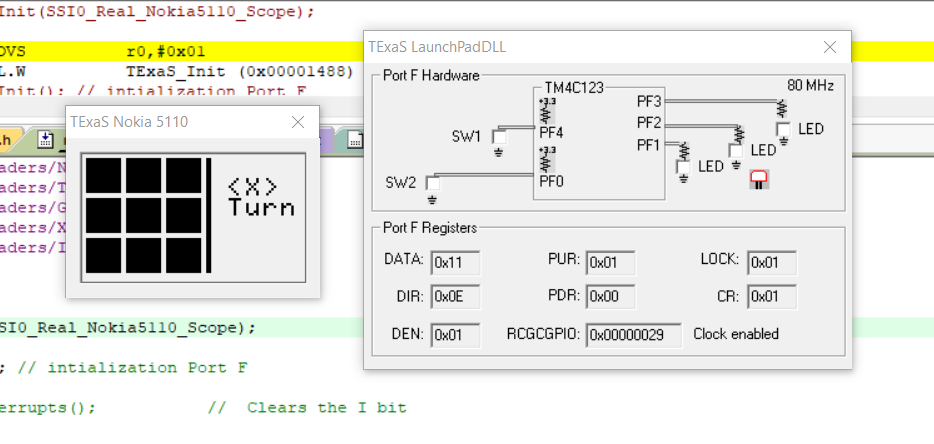 Init(SSI0_Real_Nokia5110_Scope);
OVS r0,#0x01
L.W TExaS_Init (0x00001488)
Init(); // intialization Port F
.h
aders/N
aders/T
aders/G
aders/X
aders/I
TExaS Nokia 5110
<X>
Turn
TExaS LaunchPadDLL
Port F Hardware
TM4C123
80 MHz
+3.3
SW1
PF4
+3.3
SW2
PF0
PF3
PF2
PF1
LED
LED
LED
Port F Registers
DATA: 0x11 PUR: 0x01 LOCK: 0x01
DIR: 0x0E PDR: 0x00 CR: 0x01
DEN: 0x01 RCGCGPIO: 0x00000029 Clock enabled
SI0_Real_Nokia5110_Scope);
; // intialization Port F
errupts(); // Clears the I bit